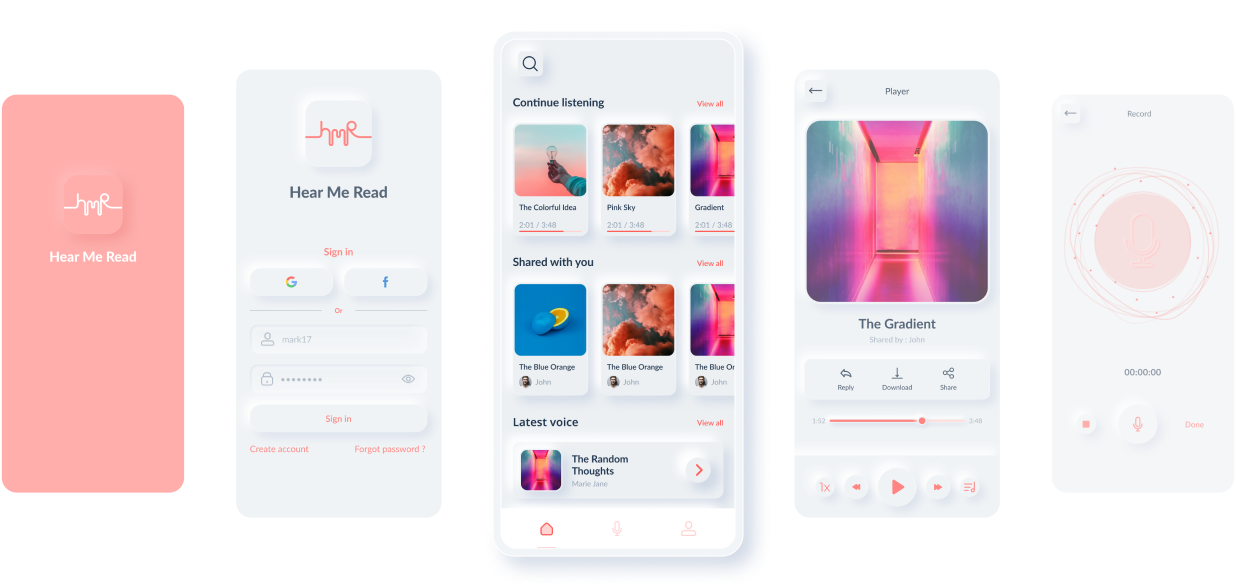 hmr
Hear Me Read
hmr
Hear Me Read
Sign in
G
f
Or
mark17
Sign in
Create account
Forgot password ?
Continue listening
View all
The Colorful Idea
2:01 / 3:48
Pink Sky
2:01 / 3:48
Gradient
2:01 / 3:48
Shared with you
View all
The Blue Orange
John
The Blue Orange
John
The Blue Or
John
Latest voice
View all
The Random
Thoughts
Marie Jane
Player
The Gradient
Shared by : John
Reply
Download
Share
1:52
3:48
1x
Record
00:00:00
Done